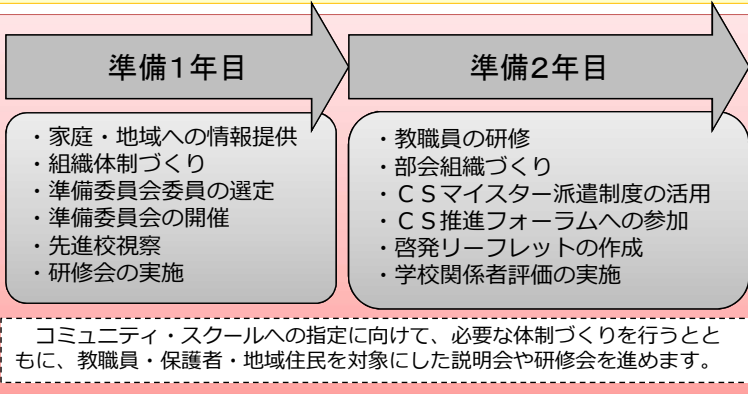 準備1年目
準備2年目
・家庭・地域への情報提供
・組織体制づくり
・準備委員会委員の選定
・準備委員会の開催
・先進校視察
・研修会の実施
・教職員の研修
・部会組織づくり
・ＣＳマイスター派遣制度の活用
・ＣＳ推進フォーラムへの参加
・啓発リーフレットの作成
・学校関係者評価の実施
コミュニティ・スクールへの指定に向けて、必要な体制づくりを行うとと
もに、教職員・保護者・地域住民を対象にした説明会や研修会を進めます。